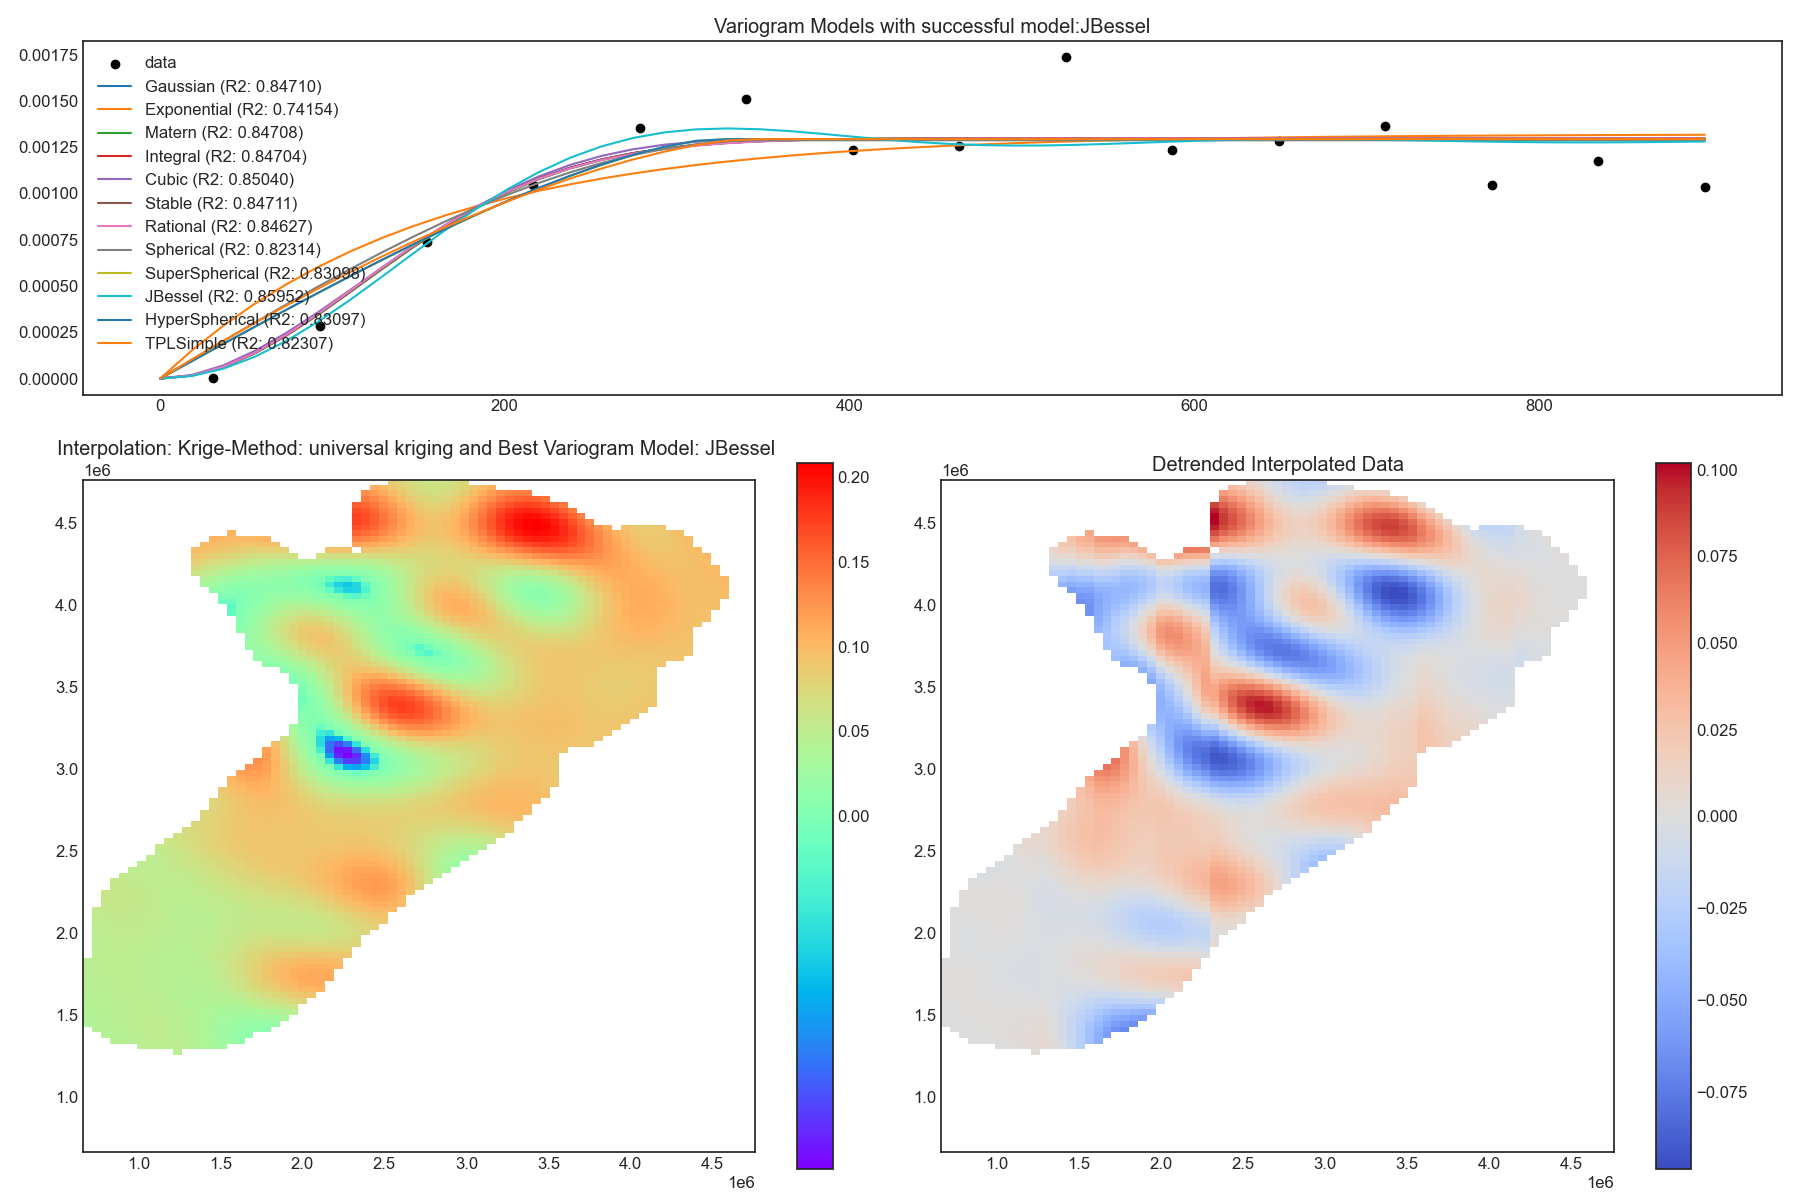 Variogram Models with successful model:JBessel
0.00175
0.00150
0.00125
0.00100
0.00075
0.00050
0.00025
0.00000
data
Gaussian (R2: 0.84710)
Exponential (R2: 0.74154)
Matern (R2: 0.84708)
Integral (R2: 0.84704)
Cubic (R2: 0.85040)
Stable (R2: 0.84711)
Rational (R2: 0.84627)
Spherical (R2: 0.82314)
SuperSpherical (R2: 0.83098)
JBessel (R2: 0.85952)
HyperSpherical (R2: 0.83097)
TPLSimple (R2: 0.82307)
0 200 400 600 800
Interpolation: Krige-Method: universal kriging and Best Variogram Model: JBessel
1e6
4.5
4.0
3.5
3.0
2.5
2.0
1.5
1.0
1.0 1.5 2.0 2.5 3.0 3.5 4.0 4.5
1e6
0.20
0.15
0.10
0.05
0.00
Detrended Interpolated Data
1e6
4.5
4.0
3.5
3.0
2.5
2.0
1.5
1.0
1.0 1.5 2.0 2.5 3.0 3.5 4.0 4.5
1e6
0.100
0.075
0.050
0.025
0.000
−0.025
−0.050
−0.075